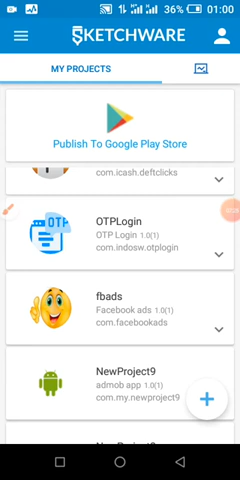 36% 01:00
SKETCHWARE
MY PROJECTS
Publish To Google Play Store
com.icash.deftclicks
OTP
OTPLogin
OTP Login 1.0(1)
com.indosw.otplogin
fbads
Facebook ads 1.0(1)
com.facebookads
NewProject9
admob app 1.0(1)
com.my.newproject9